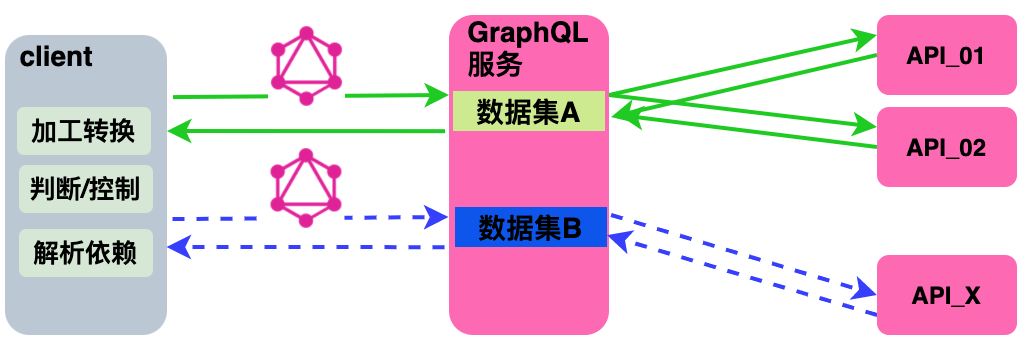 client
加工转换
判断/控制
解析依赖
GraphQL
服务
数据集A
数据集B
API_01
API_02
API_X